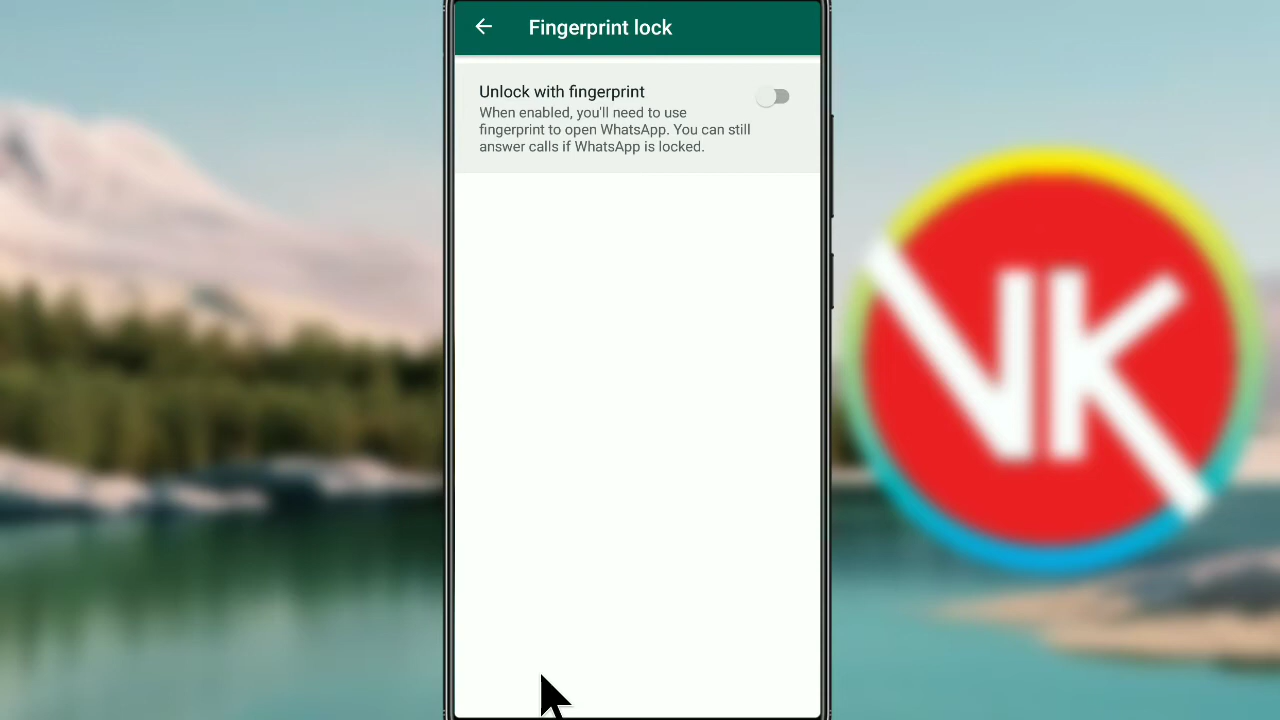 Fingerprint lock
Unlock with fingerprint
When enabled, you'll need to use
fingerprint to open WhatsApp. You can still
answer calls if WhatsApp is locked.
VK